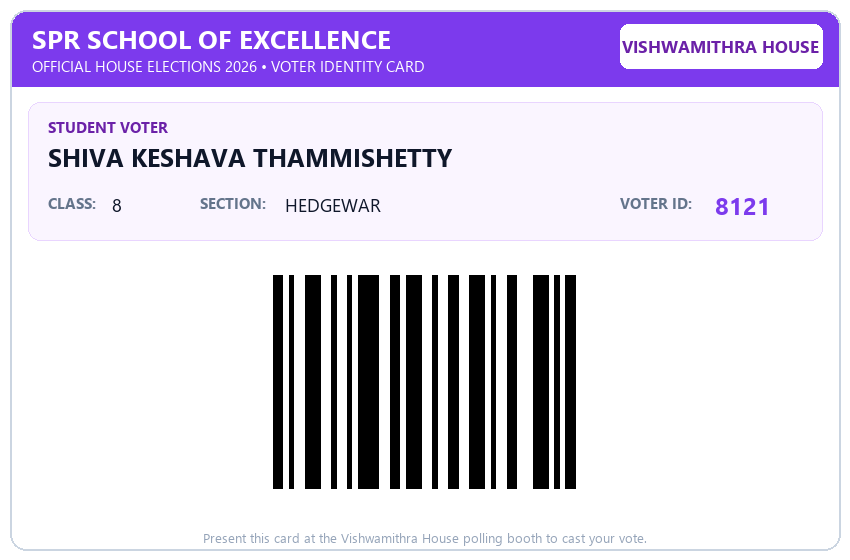 SPR SCHOOL OF EXCELLENCE
OFFICIAL HOUSE ELECTIONS 2026 • VOTER IDENTITY CARD
VISHWAMITHRA HOUSE
STUDENT VOTER
SHIVA KESHAVA THAMMISHETTY
CLASS: 8 SECTION: HEDGEWAR VOTER ID: 8121
Present this card at the Vishwamithra House polling booth to cast your vote.